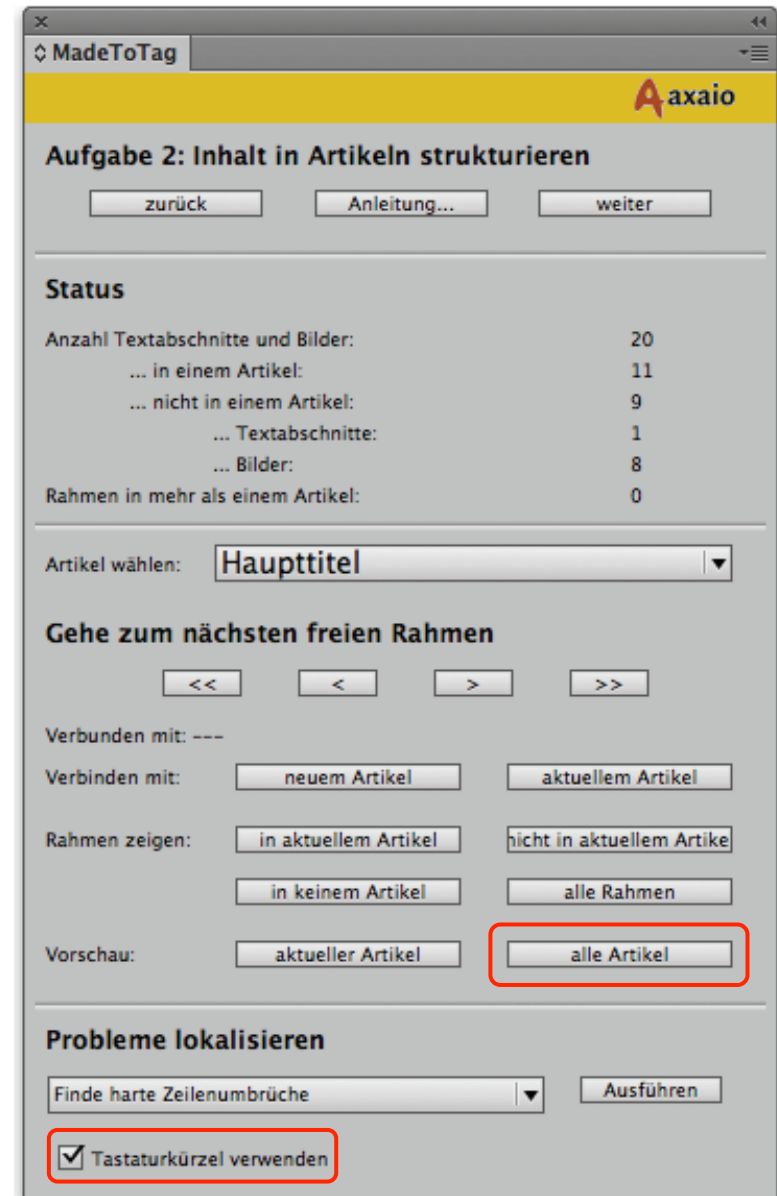 MadeToTag
axaio
Aufgabe 2: Inhalt in Artikeln strukturieren
zurück Anleitung... weiter
Status
Anzahl Textabschnitte und Bilder: 20
... in einem Artikel: 11
... nicht in einem Artikel: 9
... Textabschnitte: 1
... Bilder: 8
Rahmen in mehr als einem Artikel: 0
Artikel wählen: Haupttitel
Gehe zum nächsten freien Rahmen
<< < > >>
Verbunden mit: ---
Verbinden mit: neuem Artikel aktuellem Artikel
Rahmen zeigen: in aktuellem Artikel nicht in aktuellem Artike
in keinem Artikel alle Rahmen
Vorschau: aktueller Artikel alle Artikel
Probleme lokalisieren
Finde harte Zeilenumbrüche Ausführen
Tastaturkürzel verwenden